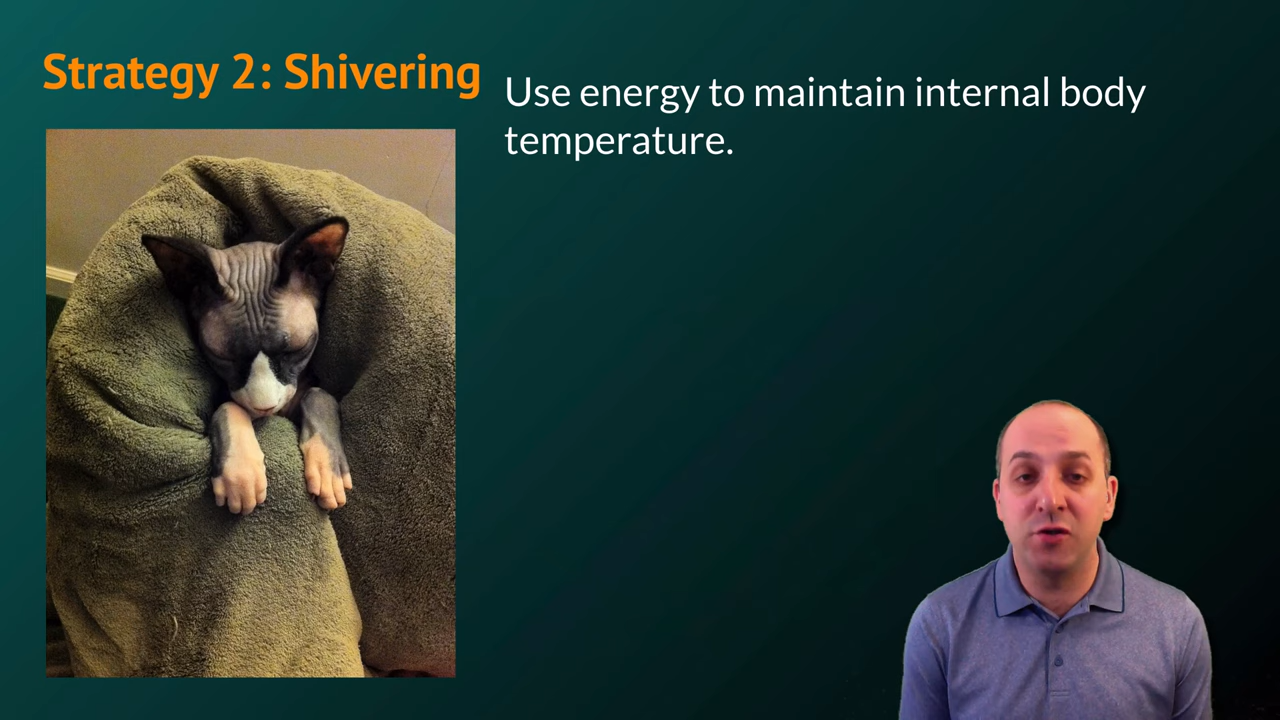 Strategy 2: Shivering
Use energy to maintain internal body
temperature.